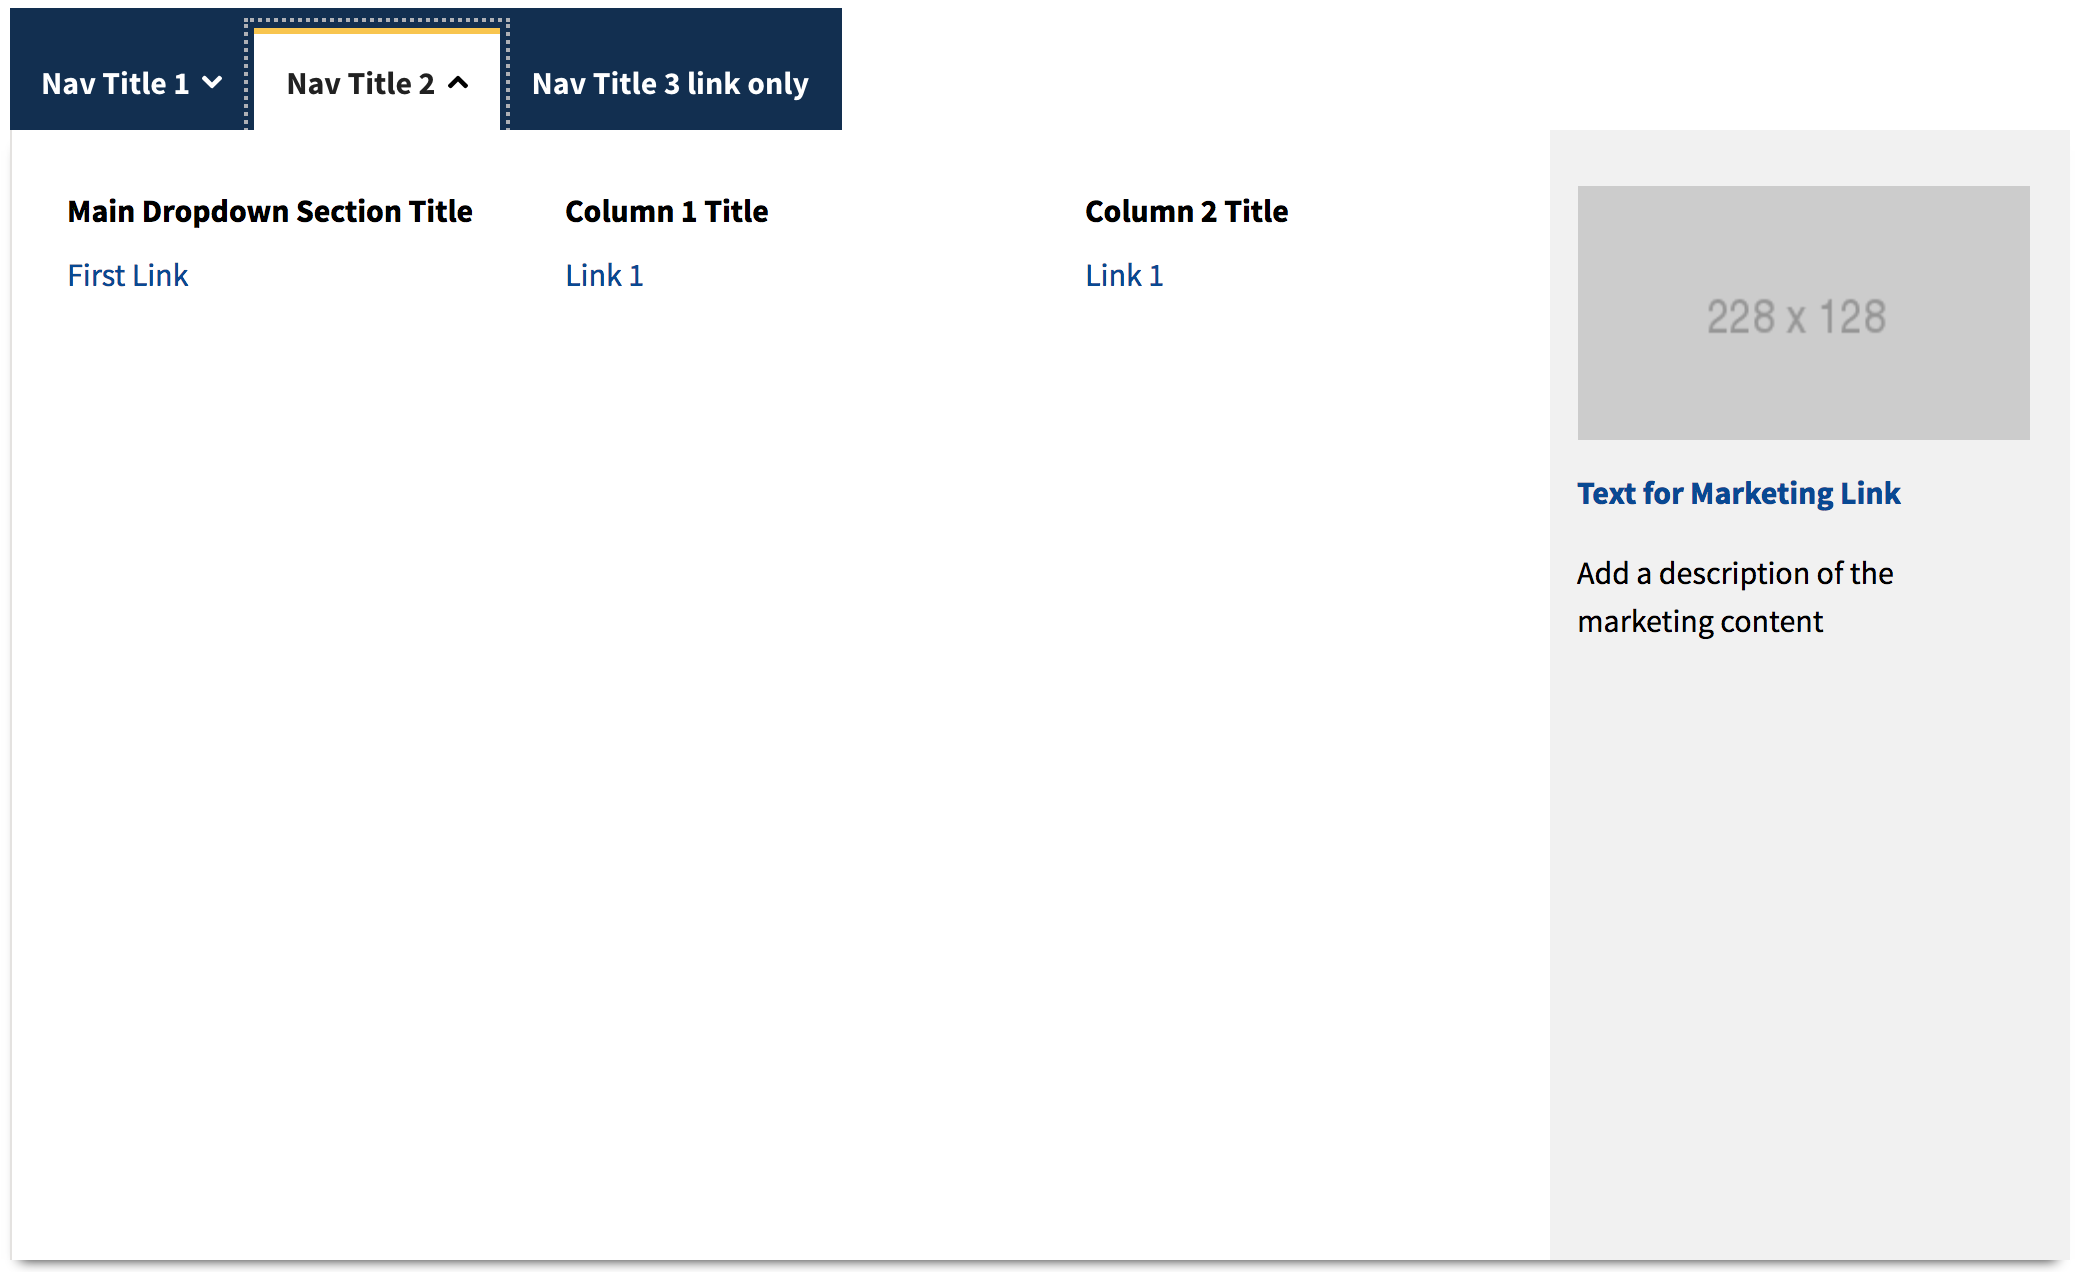 Nav Title 1
Nav Title 2
Nav Title 3 link only
Main Dropdown Section Title
First Link
Column 1 Title
Link 1
Column 2 Title
Link 1
228 x 128
Text for Marketing Link
Add a description of the
marketing content